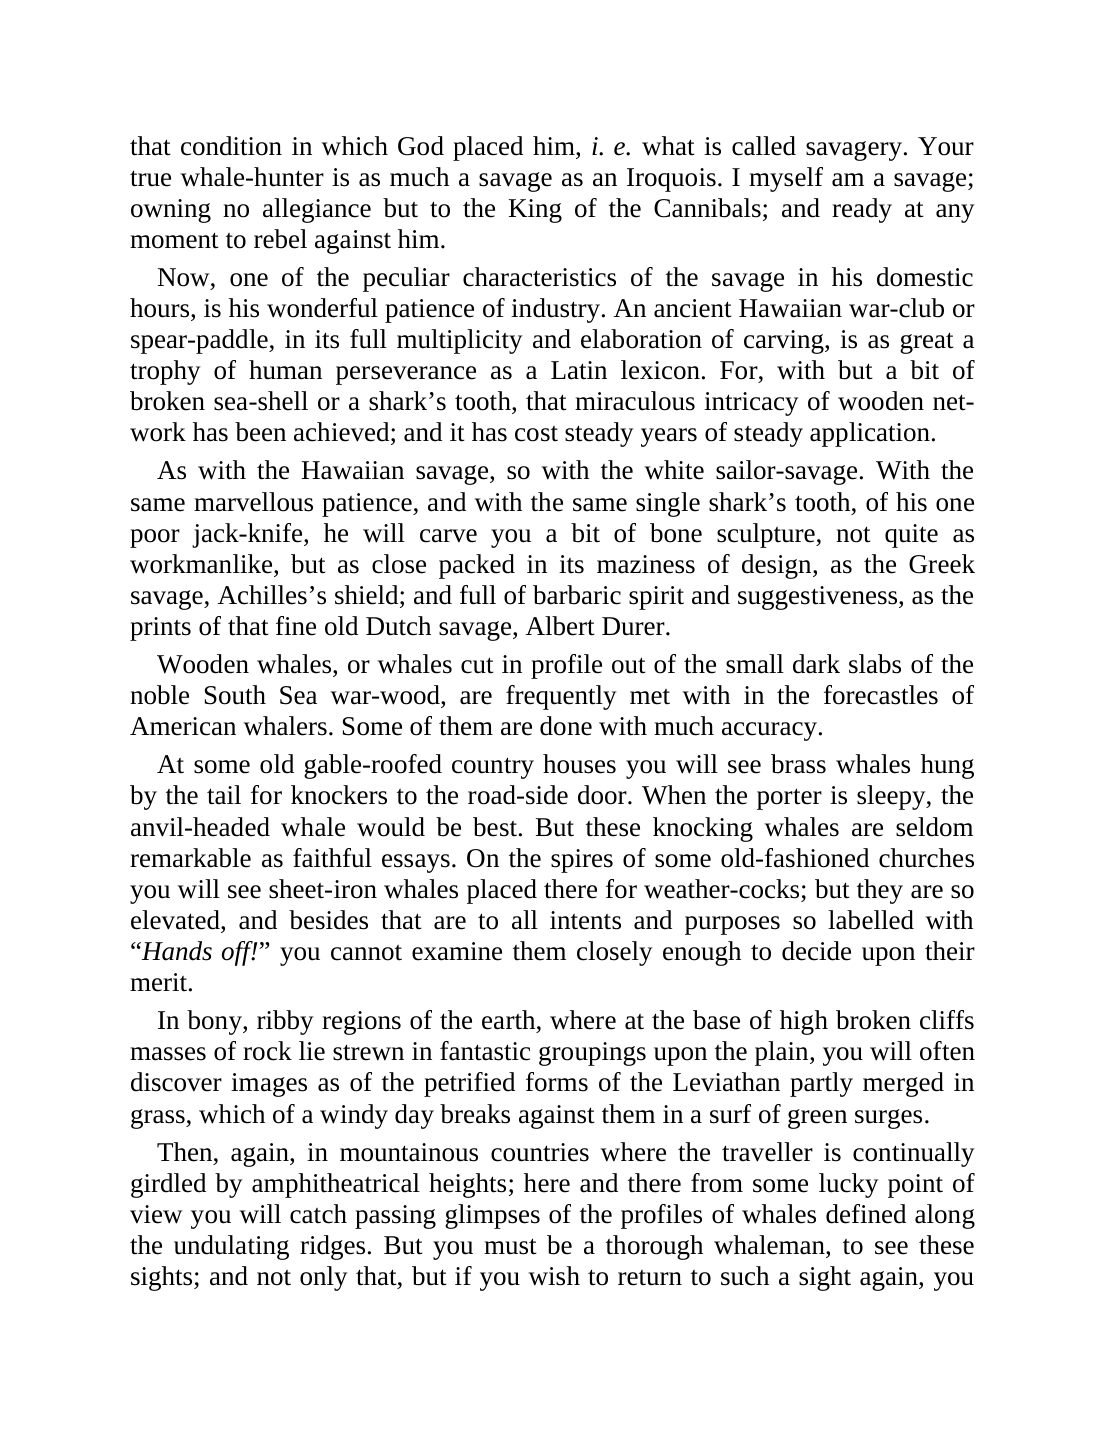 that condition in which God placed him, i. e. what is called savagery. Your
true whale-hunter is as much a savage as an Iroquois. I myself am a savage;
owning no allegiance but to the King of the Cannibals; and ready at any
moment to rebel against him.
Now, one of the peculiar characteristics of the savage in his domestic
hours, is his wonderful patience of industry. An ancient Hawaiian war-club or
spear-paddle, in its full multiplicity and elaboration of carving, is as great a
trophy of human perseverance as a Latin lexicon. For, with but a bit of
broken sea-shell or a shark’s tooth, that miraculous intricacy of wooden net-
work has been achieved; and it has cost steady years of steady application.
As with the Hawaiian savage, so with the white sailor-savage. With the
same marvellous patience, and with the same single shark’s tooth, of his one
poor jack-knife, he will carve you a bit of bone sculpture, not quite as
workmanlike, but as close packed in its maziness of design, as the Greek
savage, Achilles’s shield; and full of barbaric spirit and suggestiveness, as the
prints of that fine old Dutch savage, Albert Durer.
Wooden whales, or whales cut in profile out of the small dark slabs of the
noble South Sea war-wood, are frequently met with in the forecastles of
American whalers. Some of them are done with much accuracy.
At some old gable-roofed country houses you will see brass whales hung
by the tail for knockers to the road-side door. When the porter is sleepy, the
anvil-headed whale would be best. But these knocking whales are seldom
remarkable as faithful essays. On the spires of some old-fashioned churches
you will see sheet-iron whales placed there for weather-cocks; but they are so
elevated, and besides that are to all intents and purposes so labelled with
“Hands off!” you cannot examine them closely enough to decide upon their
merit.
In bony, ribby regions of the earth, where at the base of high broken cliffs
masses of rock lie strewn in fantastic groupings upon the plain, you will often
discover images as of the petrified forms of the Leviathan partly merged in
grass, which of a windy day breaks against them in a surf of green surges.
Then, again, in mountainous countries where the traveller is continually
girdled by amphitheatrical heights; here and there from some lucky point of
view you will catch passing glimpses of the profiles of whales defined along
the undulating ridges. But you must be a thorough whaleman, to see these
sights; and not only that, but if you wish to return to such a sight again, you